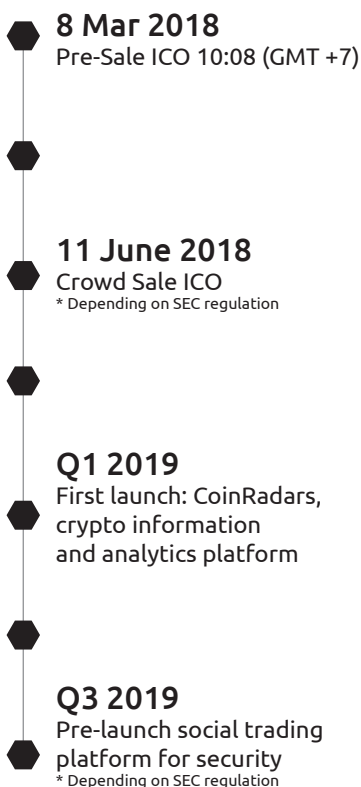 8 Mar 2018
Pre-Sale ICO 10:08 (GMT +7)
11 June 2018
Crowd Sale ICO
* Depending on SEC regulation
Q1 2019
First launch: CoinRadars,
crypto information
and analytics platform
Q3 2019
Pre-launch social trading
platform for security
* Depending on SEC regulation